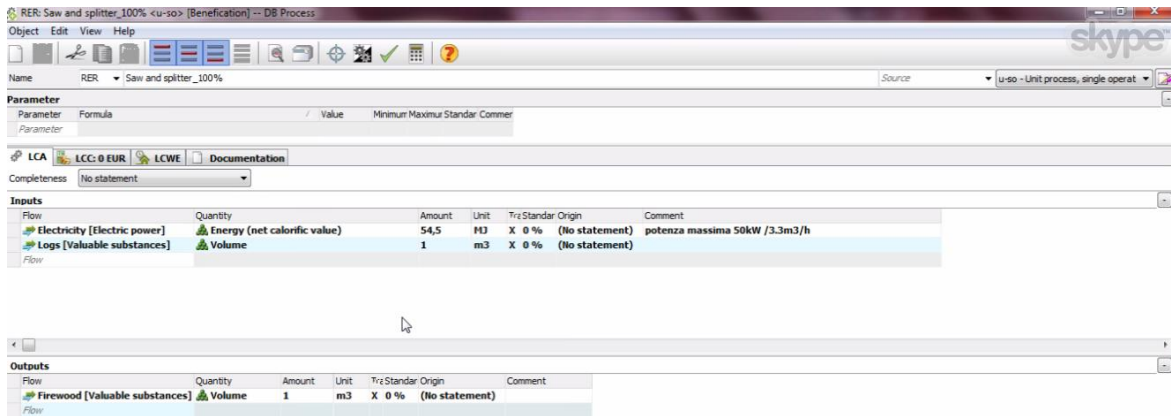 RER: Saw and splitter_100% <u-so> [Benefication] -- DB Process
Object Edit View Help
skype
Name RER Saw and splitter_100% Source u-so - Unit process, single operat
Parameter
Parameter Formula / Value Minimum Maximum Standar Commer
Parameter
LCA LCC: 0 EUR LCWE Documentation
Completeness No statement
Inputs
Flow Quantity Amount Unit Tra Standar Origin Comment
Electricity [Electric power] Energy (net calorific value) 54,5 MJ X 0 % (No statement) potenza massima 50kW /3.3m3/h
Logs [Valuable substances] Volume 1 m3 X 0 % (No statement)
Flow
Outputs
Flow Quantity Amount Unit Tra Standar Origin Comment
Firewood [Valuable substances] Volume 1 m3 X 0 % (No statement)
Flow